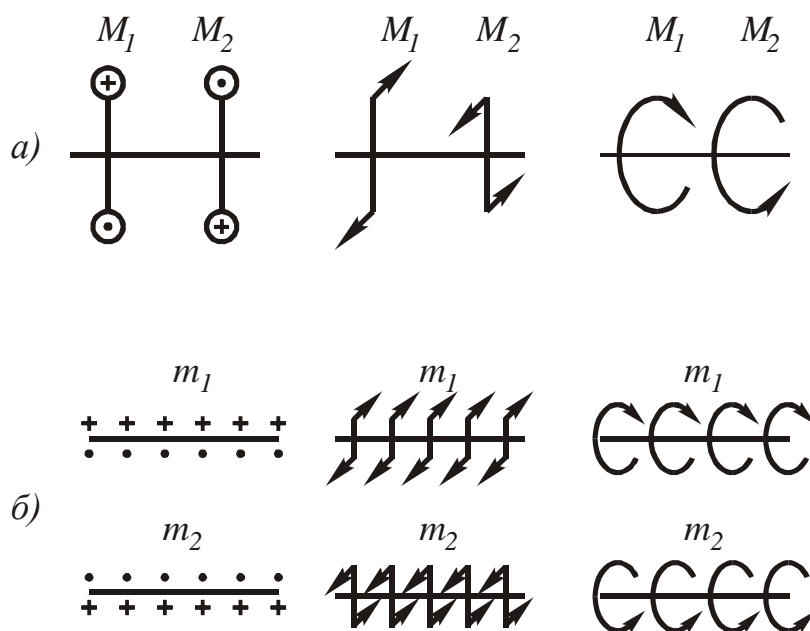 M₁ M₂ M₁ M₂ M₁ M₂
а)
m₁ m₁ m₁
б)
m₂ m₂ m₂